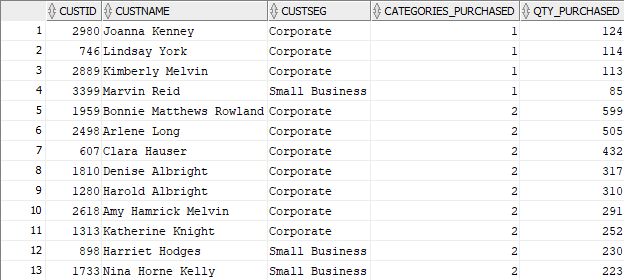 CUSTID CUSTNAME CUSTSEG CATEGORIES_PURCHASED QTY_PURCHASED
1 2980 Joanna Kenney Corporate 1 124
2 746 Lindsay York Corporate 1 114
3 2889 Kimberly Melvin Corporate 1 113
4 3399 Marvin Reid Small Business 1 85
5 1959 Bonnie Matthews Rowland Corporate 2 599
6 2498 Arlene Long Corporate 2 505
7 607 Clara Hauser Corporate 2 432
8 1810 Denise Albright Corporate 2 317
9 1280 Harold Albright Corporate 2 310
10 2618 Amy Hamrick Melvin Corporate 2 291
11 1313 Katherine Knight Corporate 2 252
12 898 Harriet Hodges Small Business 2 230
13 1733 Nina Horne Kelly Small Business 2 223